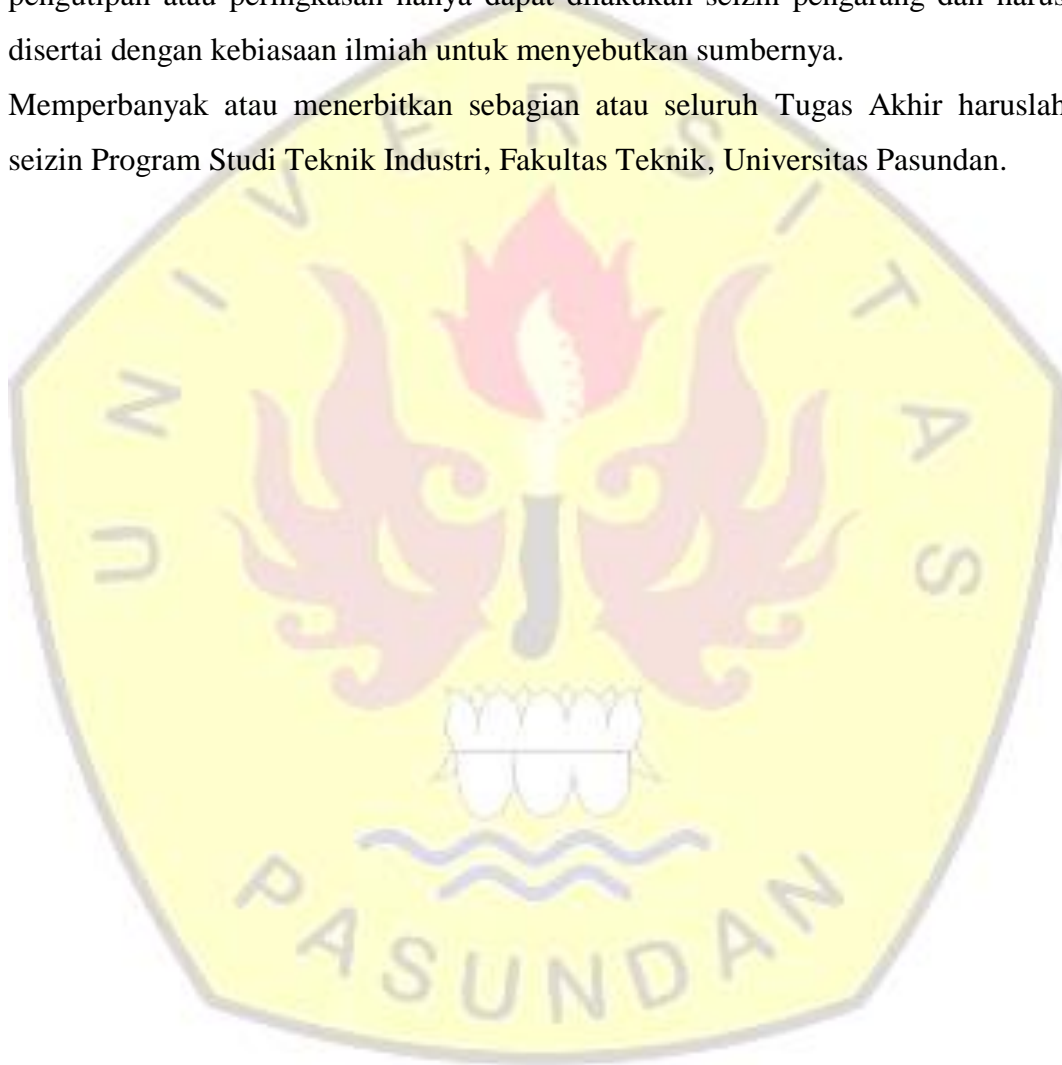 pengutipan atau peringkasan hanya dapat dilakukan seizin pengarang dan harus
disertai dengan kebiasaan ilmiah untuk menyebutkan sumbernya.
Memperbanyak atau menerbitkan sebagian atau seluruh Tugas Akhir haruslah
seizin Program Studi Teknik Industri, Fakultas Teknik, Universitas Pasundan.
UNIVERSITAS
PASUNDAN